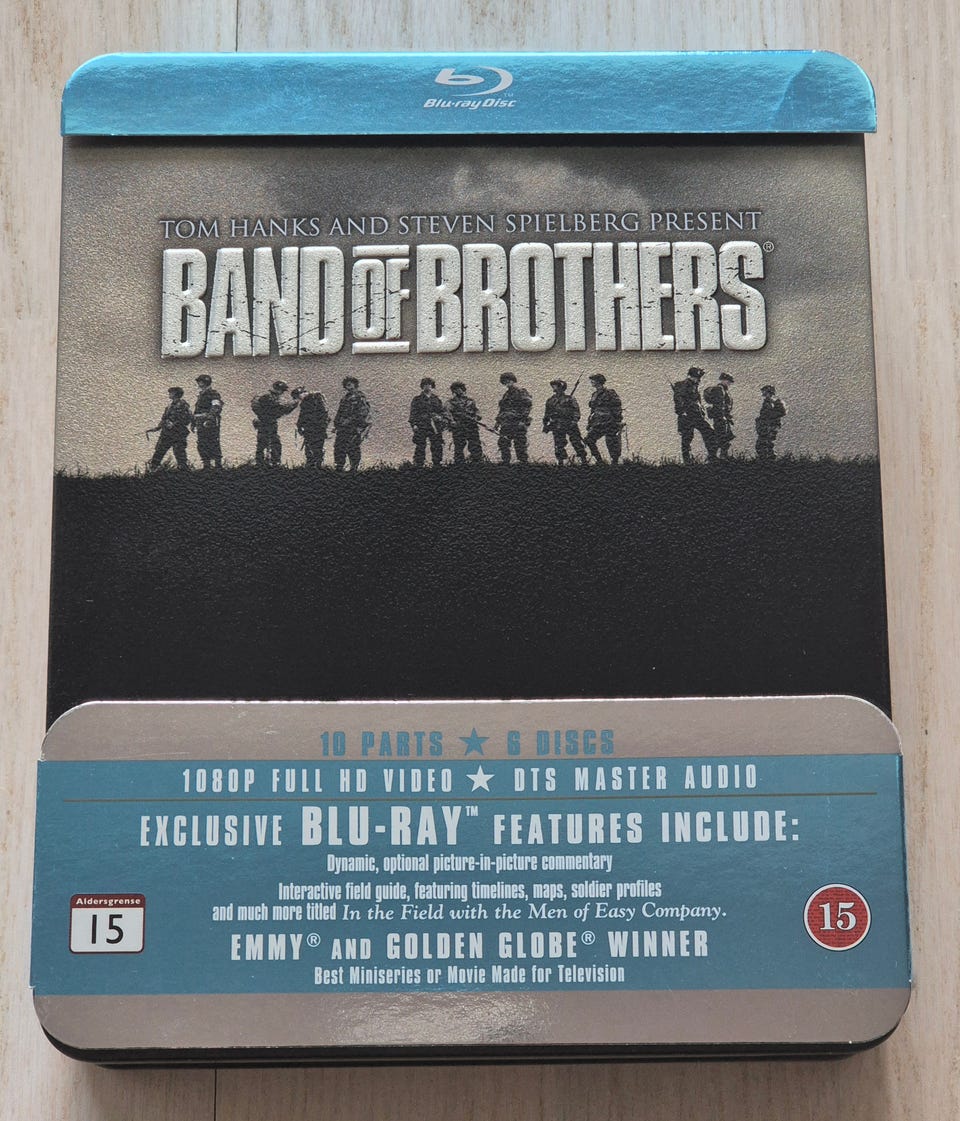 Blu-ray Disc™
TOM HANKS AND STEVEN SPIELBERG PRESENT
BAND OF BROTHERS®
10 PARTS ★ 6 DISCS
1080P FULL HD VIDEO ★ DTS MASTER AUDIO
EXCLUSIVE BLU-RAY™ FEATURES INCLUDE:
Dynamic, optional picture-in-picture commentary
Interactive field guide, featuring timelines, maps, soldier profiles
and much more titled In the Field with the Men of Easy Company.
EMMY® AND GOLDEN GLOBE® WINNER
Best Miniseries or Movie Made for Television
Aldersgrense
15
15